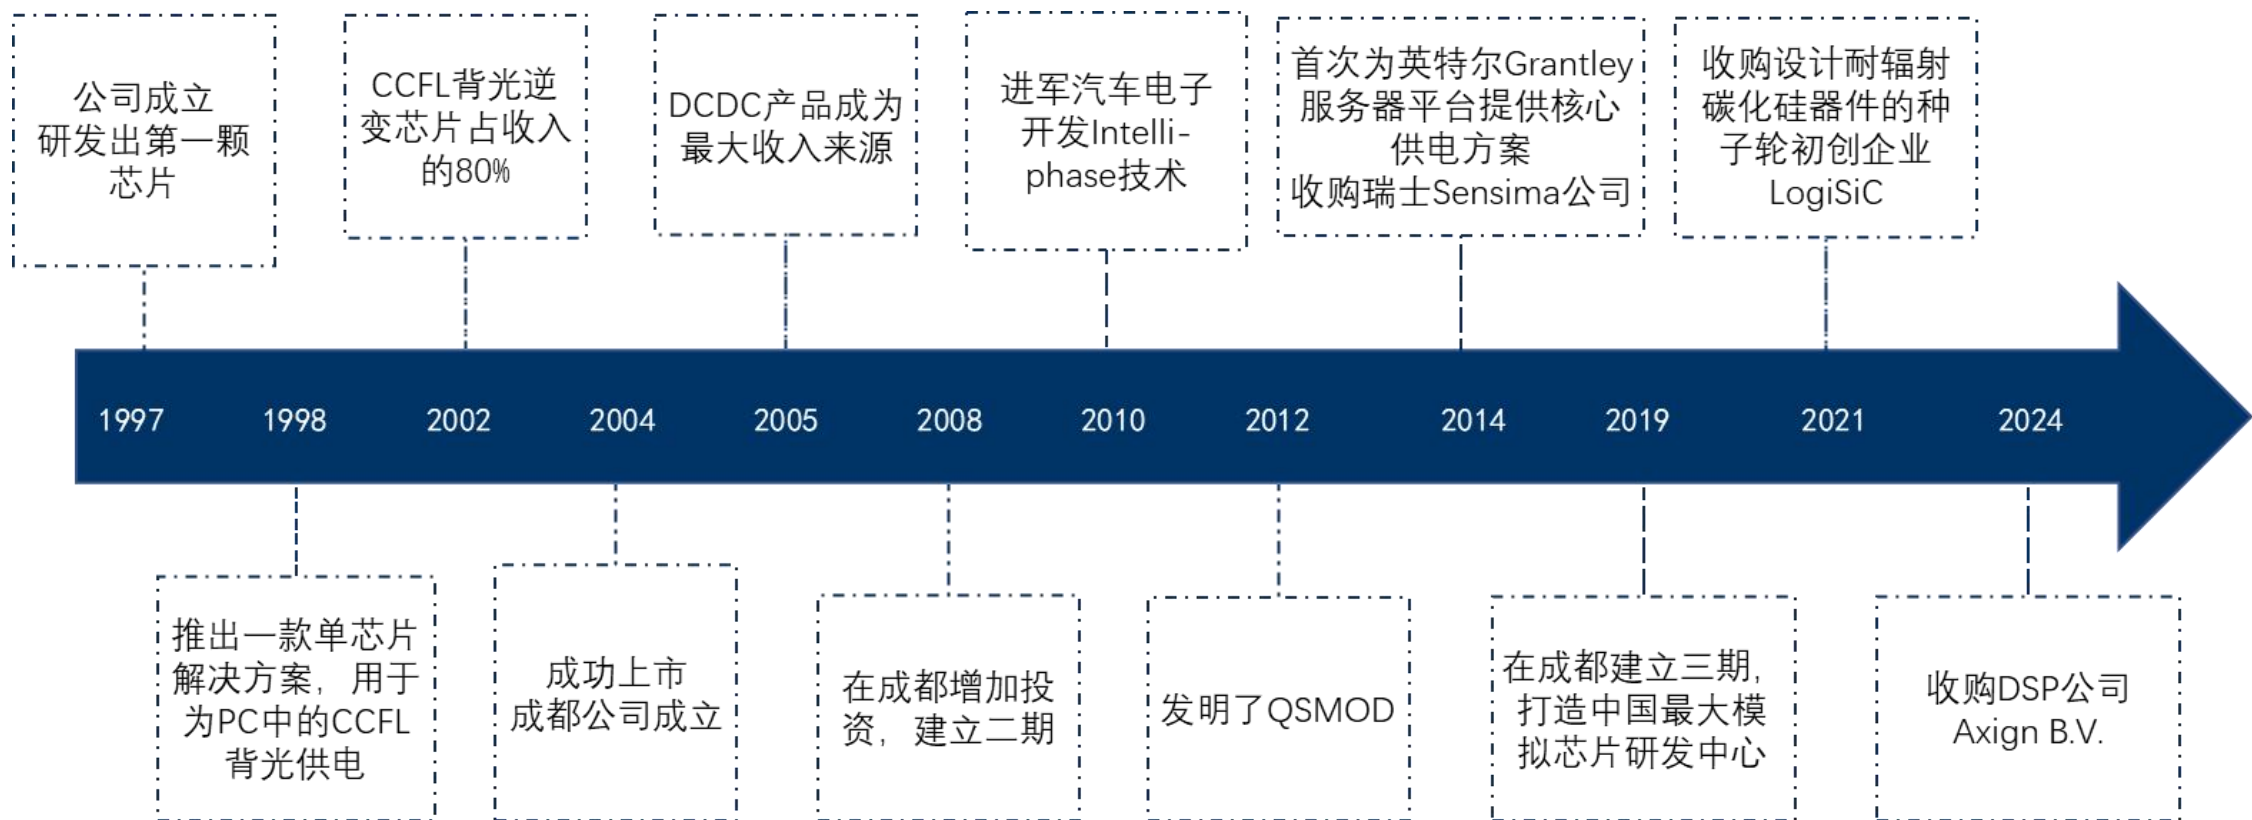 公司成立
研发出第一颗
芯片
CCFL背光逆
变芯片占收入
的80%
DCDC产品成为
最大收入来源
进军汽车电子
开发Intelli-
phase技术
首次为英特尔Grantley
服务器平台提供核心
供电方案
收购瑞士Sensima公司
收购设计耐辐射
碳化硅器件的种
子轮初创企业
LogiSiC
1997
1998
2002
2004
2005
2008
2010
2012
2014
2019
2021
2024
推出一款单芯片
解决方案，用于
为PC中的CCFL
背光供电
成功上市
成都公司成立
在成都增加投
资，建立二期
发明了QSMOD
在成都建立三期，
打造中国最大模
拟芯片研发中心
收购DSP公司
Axign B.V.